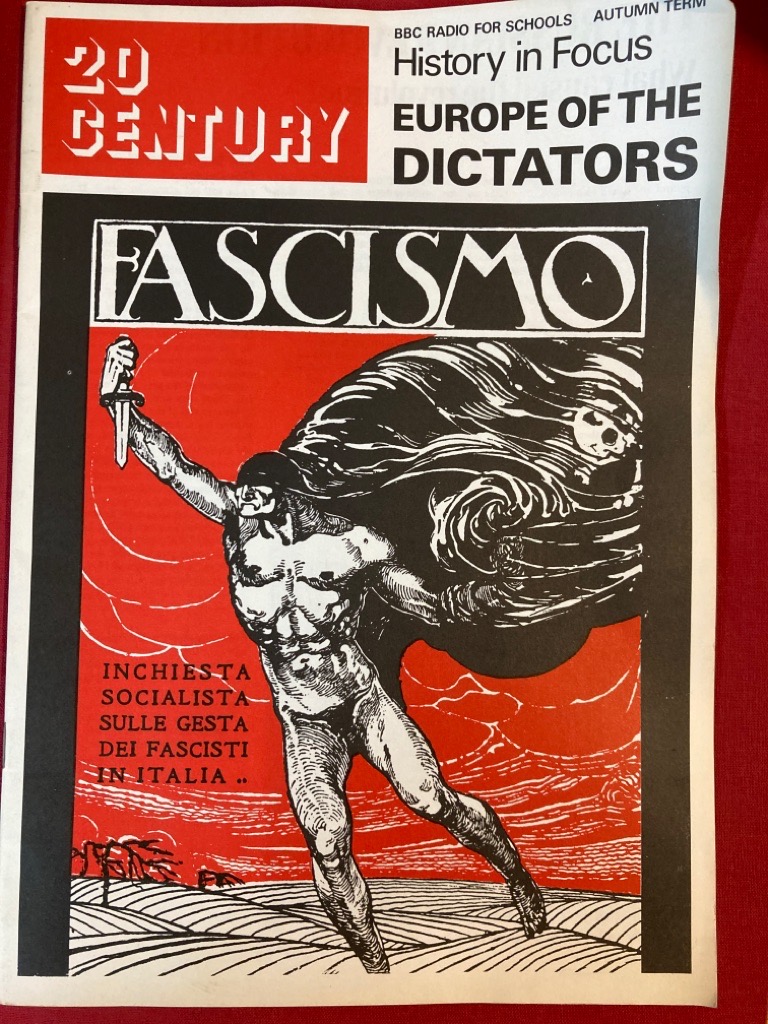 20
CENTURY
BBC RADIO FOR SCHOOLS AUTUMN TERM
History in Focus
EUROPE OF THE
DICTATORS
FASCISMO
INCHIESTA
SOCIALISTA
SULLE GESTA
DEI FASCISTI
IN ITALIA ..